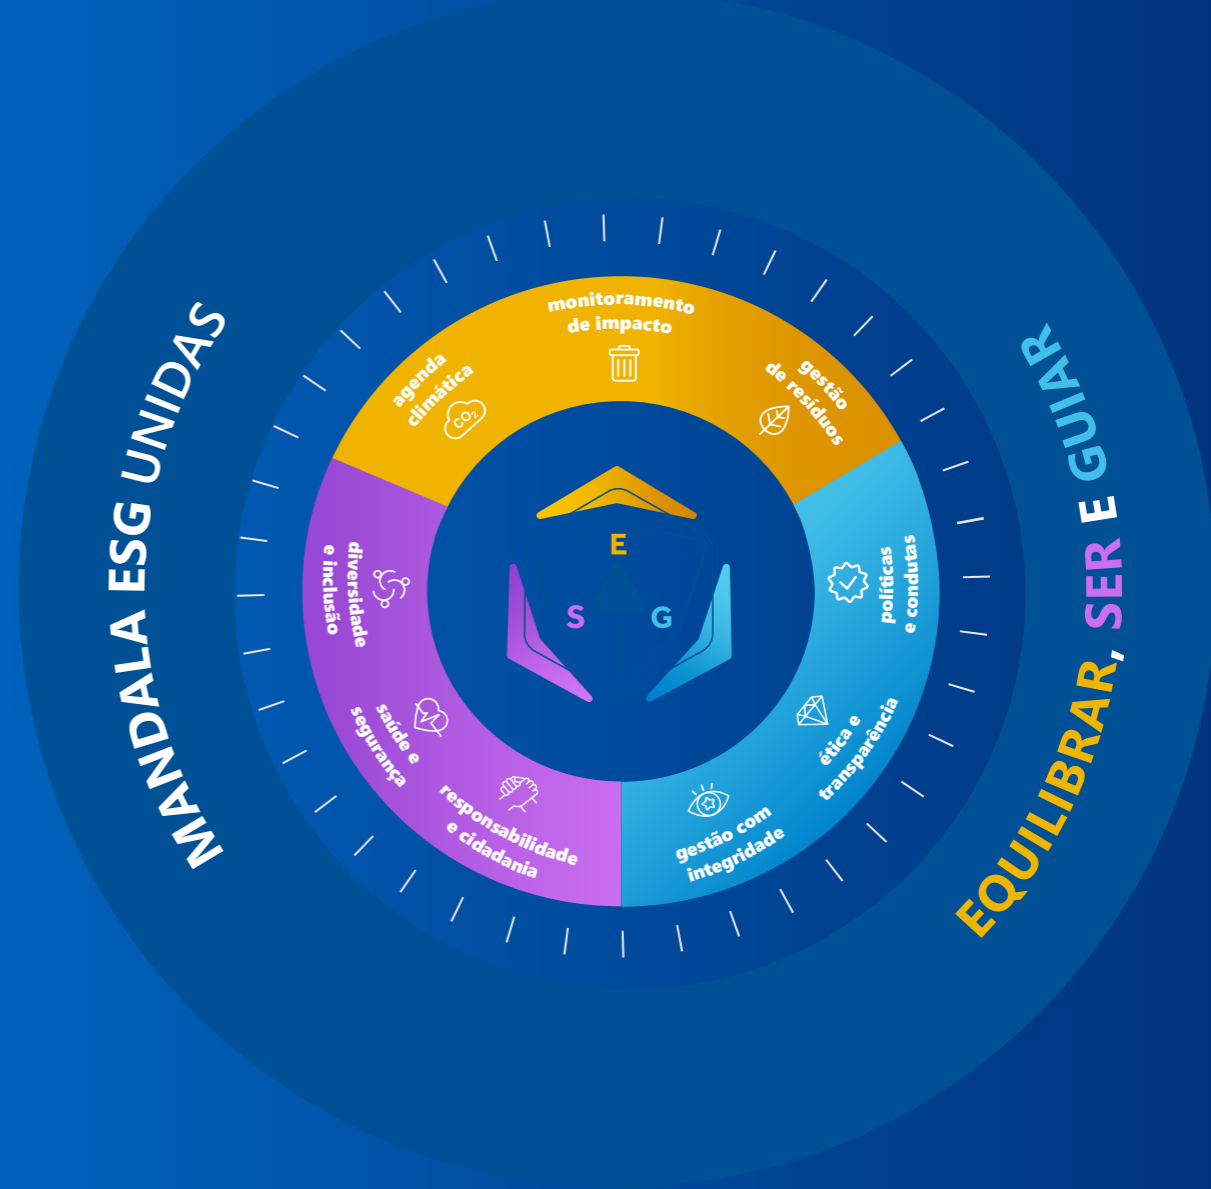 MANDALA ESG UNIDAS
EQUILIBRAR, SER E GUIAR
agenda
climática
CO₂
monitoramento
de impacto
gestão
de resíduos
políticas
e condutas
ética e
transparência
gestão com
integridade
responsabilidade
e cidadania
saúde e
segurança
diversidade
e inclusão
E
S
G